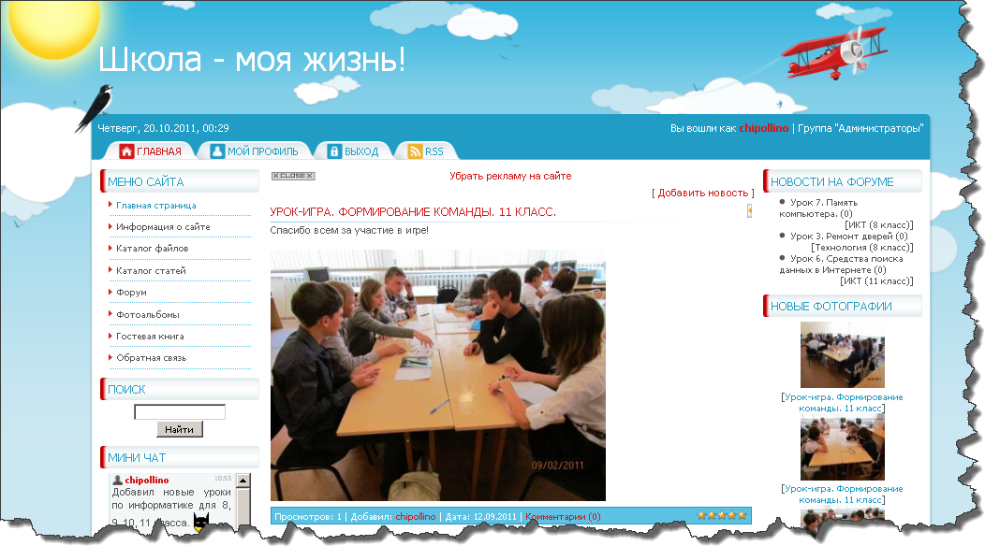 Школа - моя жизнь!
Четверг, 20.10.2011, 00:29
Вы вошли как chipollino | Группа "Администраторы"
ГЛАВНАЯ
МОЙ ПРОФИЛЬ
ВЫХОД
RSS
МЕНЮ САЙТА
Главная страница
Информация о сайте
Каталог файлов
Каталог статей
Форум
Фотоальбомы
Гостевая книга
Обратная связь
ПОИСК
Найти
МИНИ ЧАТ
10:53
chipollino
Добавил новые уроки
по информатике для 8,
9, 10, 11 класса.
X CLOSE X
Убрать рекламу на сайте
[ Добавить новость ]
УРОК-ИГРА. ФОРМИРОВАНИЕ КОМАНДЫ. 11 КЛАСС.
Спасибо всем за участие в игре!
09/02/2011
Просмотров: 1 | Добавил: chipollino | Дата: 12.09.2011 | Комментарии (0)
НОВОСТИ НА ФОРУМЕ
Урок 7. Память
компьютера. (0)
[ИКТ (8 класс)]
Урок 3. Ремонт дверей (0)
[Технология (8 класс)]
Урок 6. Средства поиска
данных в Интернете (0)
[ИКТ (11 класс)]
НОВЫЕ ФОТОГРАФИИ
[Урок-игра. Формирование
команды. 11 класс]
[Урок-игра. Формирование
команды. 11 класс]